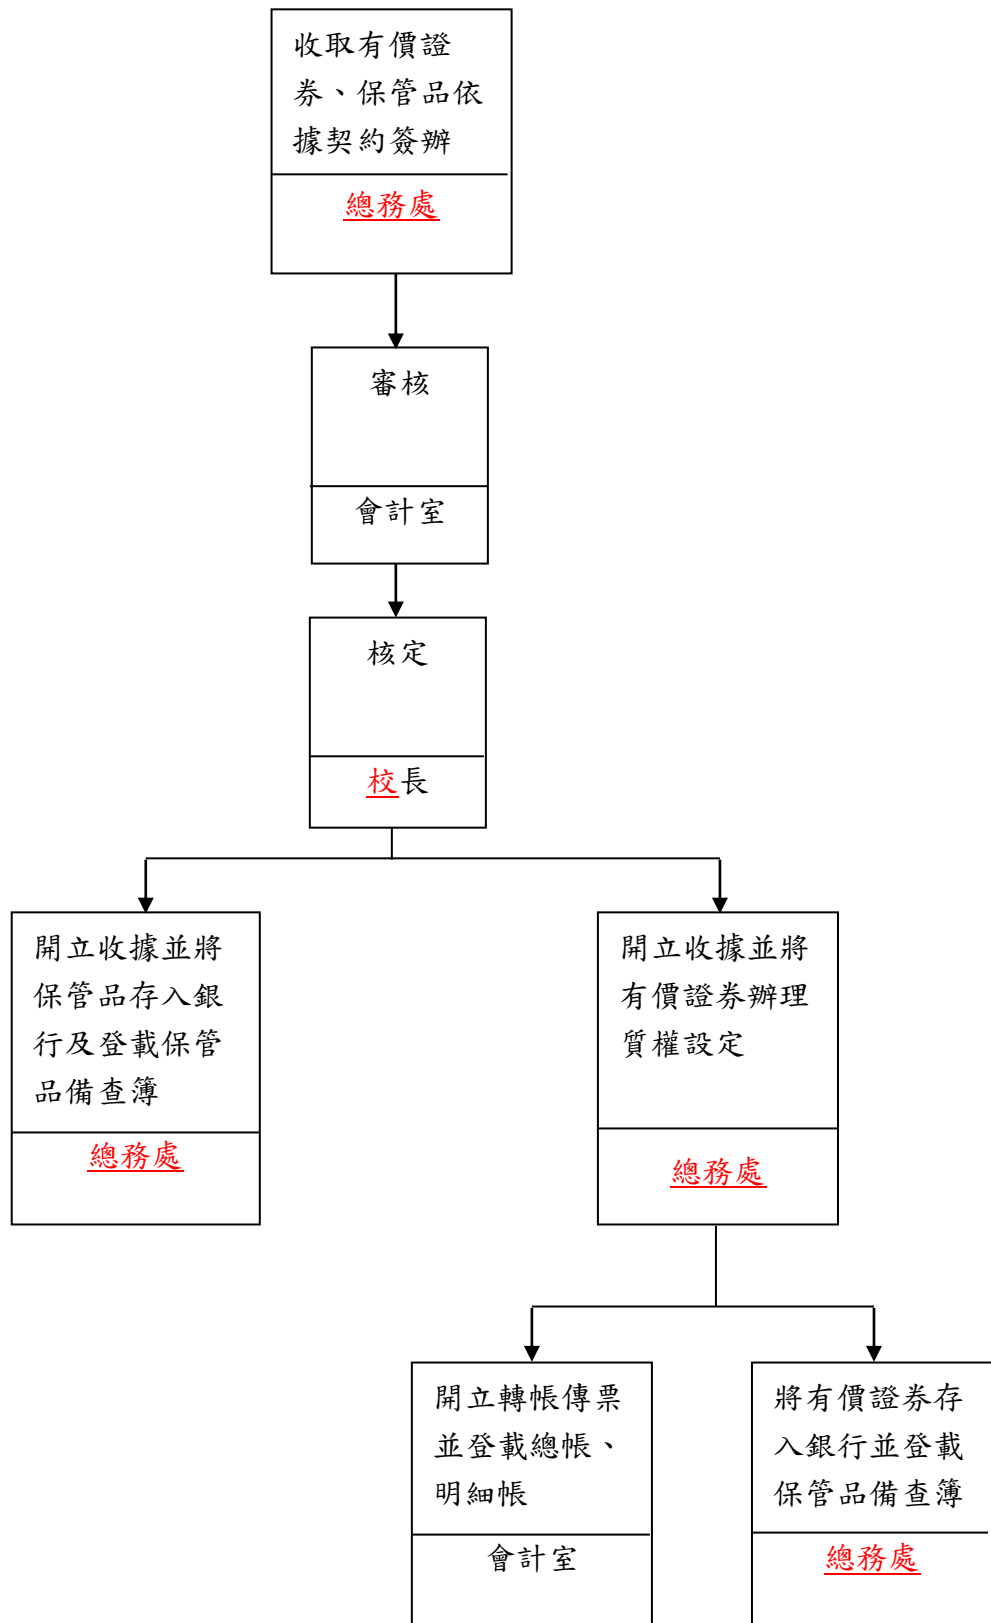 收取有價證
券、保管品依
據契約簽辦
總務處
審核
會計室
核定
校長
開立收據並將
保管品存入銀
行及登載保管
品備查簿
總務處
開立收據並將
有價證券辦理
質權設定
總務處
開立轉帳傳票
並登載總帳、
明細帳
會計室
將有價證券存
入銀行並登載
保管品備查簿
總務處